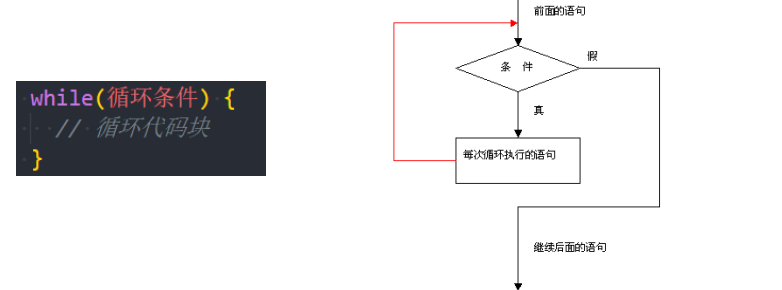 while(循环条件) {
// 循环代码块
}
前面的语句
条 件
假
真
每次循环执行的语句
继续后面的语句